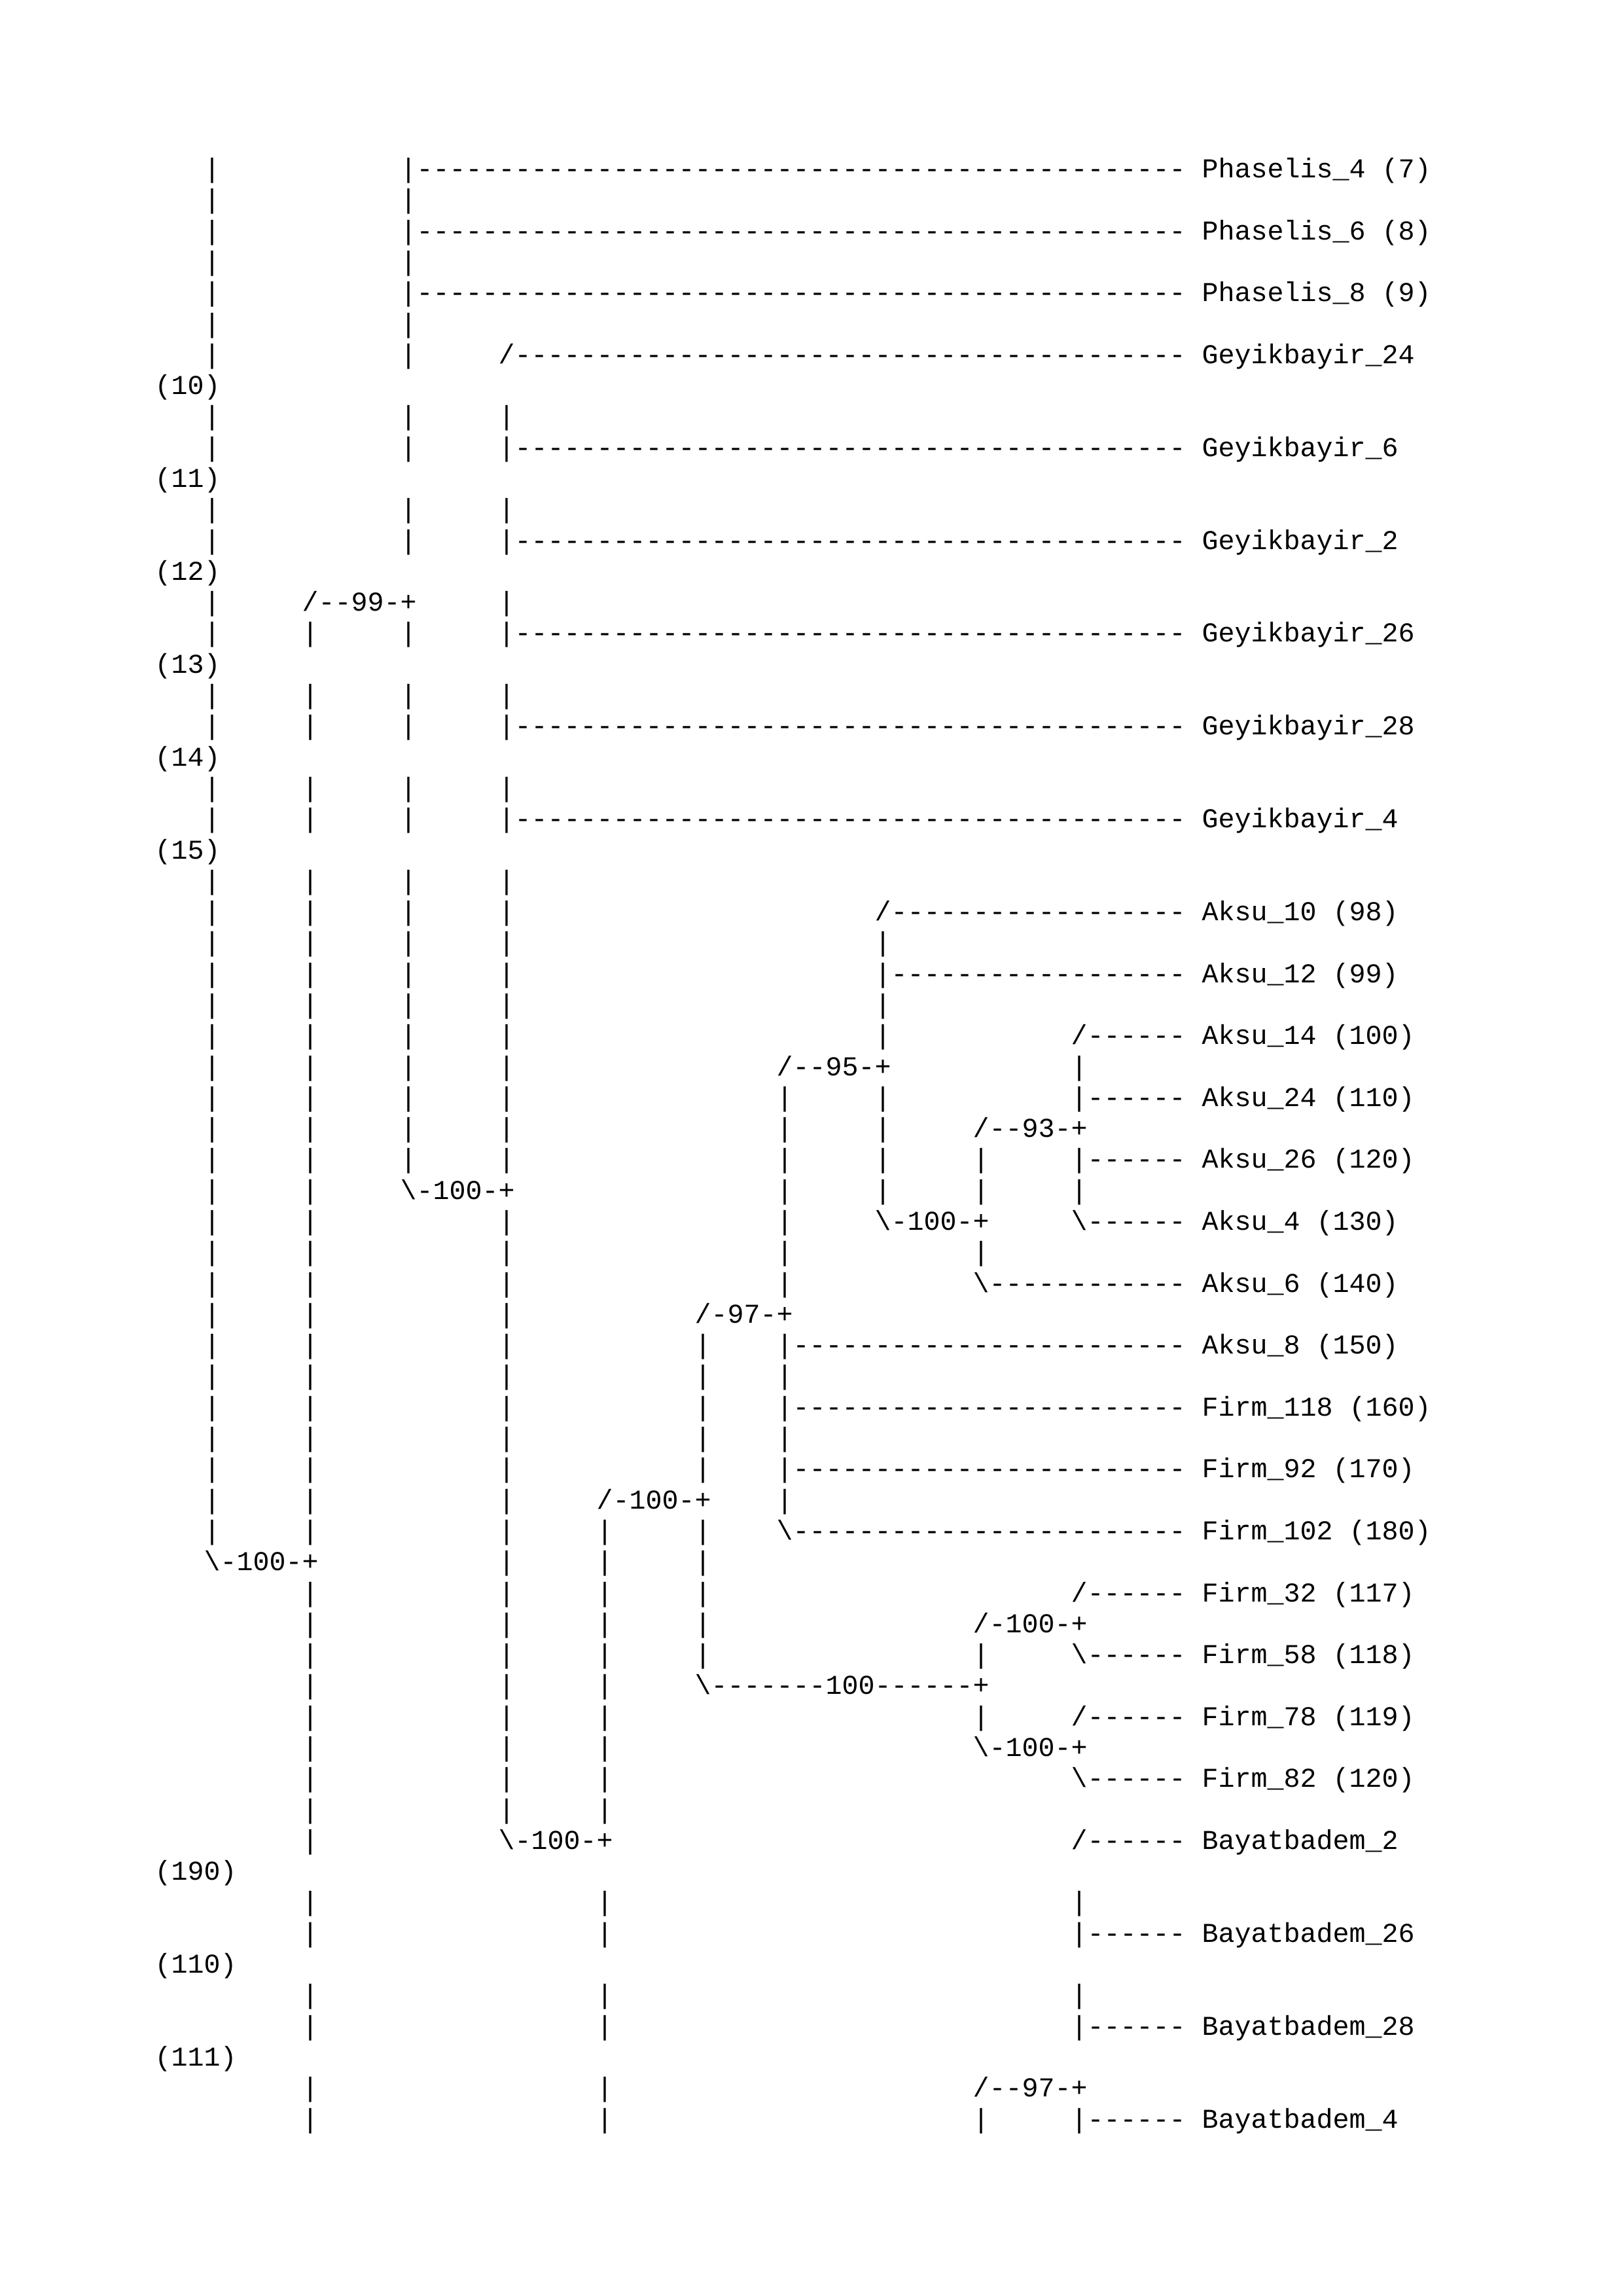 |           |----------------------------------------------- Phaselis_4 (7)
|           |
|           |----------------------------------------------- Phaselis_6 (8)
|           |
|           |----------------------------------------------- Phaselis_8 (9)
|           |
|           |     /----------------------------------------- Geyikbayir_24
(10)
|           |     |
|           |     |----------------------------------------- Geyikbayir_6
(11)
|           |     |
|           |     |----------------------------------------- Geyikbayir_2
(12)
|     /--99-+     |
|     |     |     |----------------------------------------- Geyikbayir_26
(13)
|     |     |     |
|     |     |     |----------------------------------------- Geyikbayir_28
(14)
|     |     |     |
|     |     |     |----------------------------------------- Geyikbayir_4
(15)
|     |     |     |
|     |     |     |                      /------------------ Aksu_10 (98)
|     |     |     |                      |
|     |     |     |                      |------------------ Aksu_12 (99)
|     |     |     |                      |
|     |     |     |                      |           /------ Aksu_14 (100)
|     |     |     |                /--95-+           |
|     |     |     |                |     |           |------ Aksu_24 (110)
|     |     |     |                |     |     /--93-+
|     |     |     |                |     |     |     |------ Aksu_26 (120)
|     |     \-100-+                |     |     |     |
|     |           |                |     \-100-+     \------ Aksu_4 (130)
|     |           |                |           |
|     |           |                |           \------------ Aksu_6 (140)
|     |           |           /-97-+
|     |           |           |    |------------------------ Aksu_8 (150)
|     |           |           |    |
|     |           |           |    |------------------------ Firm_118 (160)
|     |           |           |    |
|     |           |           |    |------------------------ Firm_92 (170)
|     |           |     /-100-+    |
|     |           |     |     |    \------------------------ Firm_102 (180)
\-100-+           |     |     |
      |           |     |     |                      /------ Firm_32 (117)
      |           |     |     |                /-100-+
      |           |     |     |                |     \------ Firm_58 (118)
      |           |     |     \-------100------+
      |           |     |                      |     /------ Firm_78 (119)
      |           |     |                      \-100-+
      |           |     |                            \------ Firm_82 (120)
      |           |     |
      |           \-100-+                            /------ Bayatbadem_2
(190)
      |                 |                            |
      |                 |                            |------ Bayatbadem_26
(110)
      |                 |                            |
      |                 |                            |------ Bayatbadem_28
(111)
      |                 |                      /--97-+
      |                 |                      |     |------ Bayatbadem_4